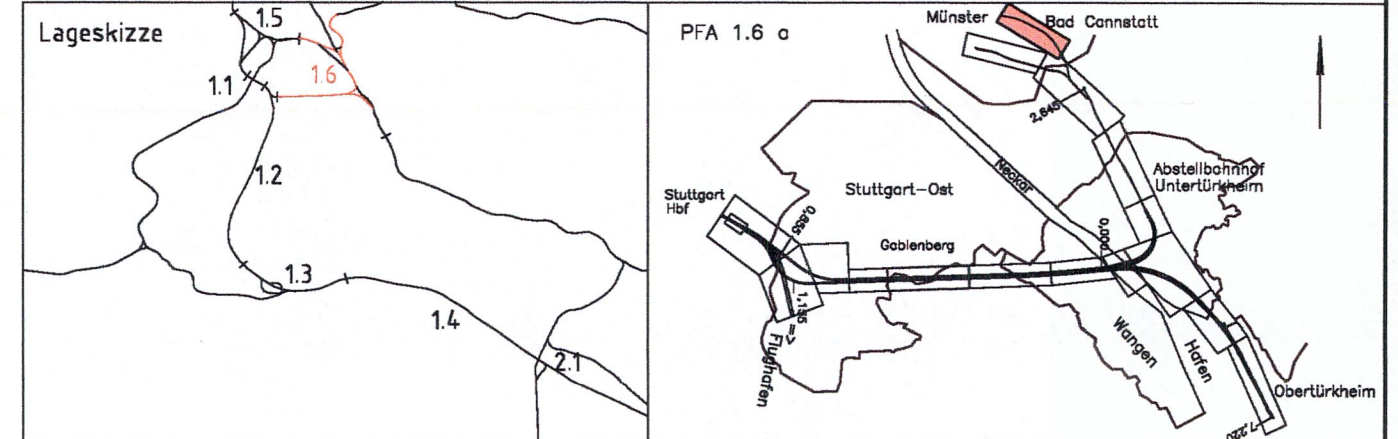 Lageskizze
1.5
1.1
1.6
1.2
1.3
1.4
2.1
PFA 1.6 a
Münster
Bad Cannstatt
2,645
Neckar
Abstellbahnhof
Untertürkheim
Stuttgart-Ost
Stuttgart
Hbf
0,855
Gablenberg
0,000
1,155 =>
Flughafen
Wangen
Hafen
Obertürkheim